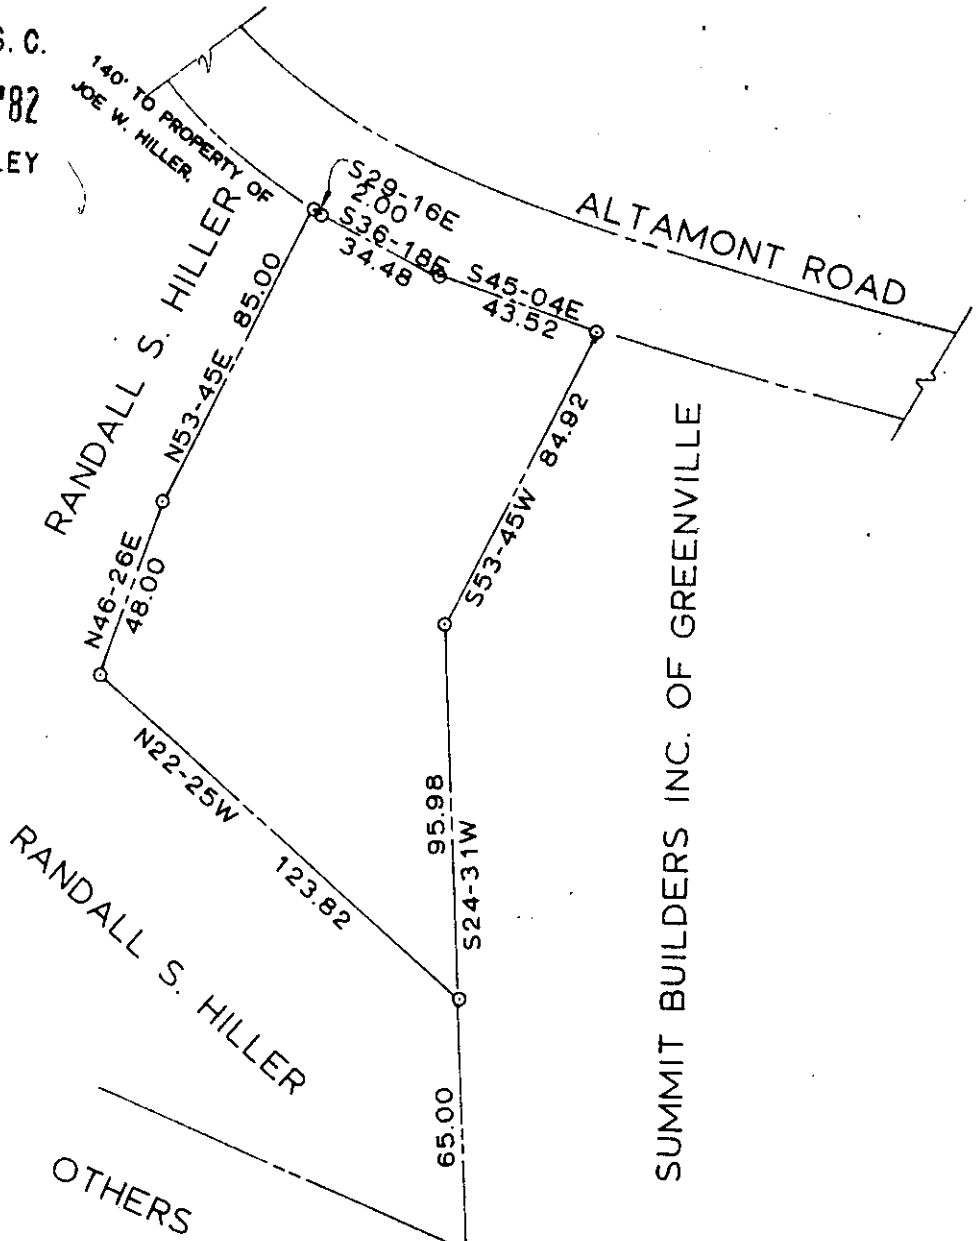 S. C.
'82
LEY
140' TO PROPERTY OF
JOE W. HILLER.
S29-16E
2.00
S36-18E
34.48
S45-04E
43.52
ALTAMONT ROAD
RANDALL S. HILLER
N53-45E 85.00
S53-45W 84.92
N46-26E
48.00
N22-25W
123.82
95.98
S24-31W
SUMMIT BUILDERS INC. OF GREENVILLE
RANDALL S. HILLER
65.00
OTHERS